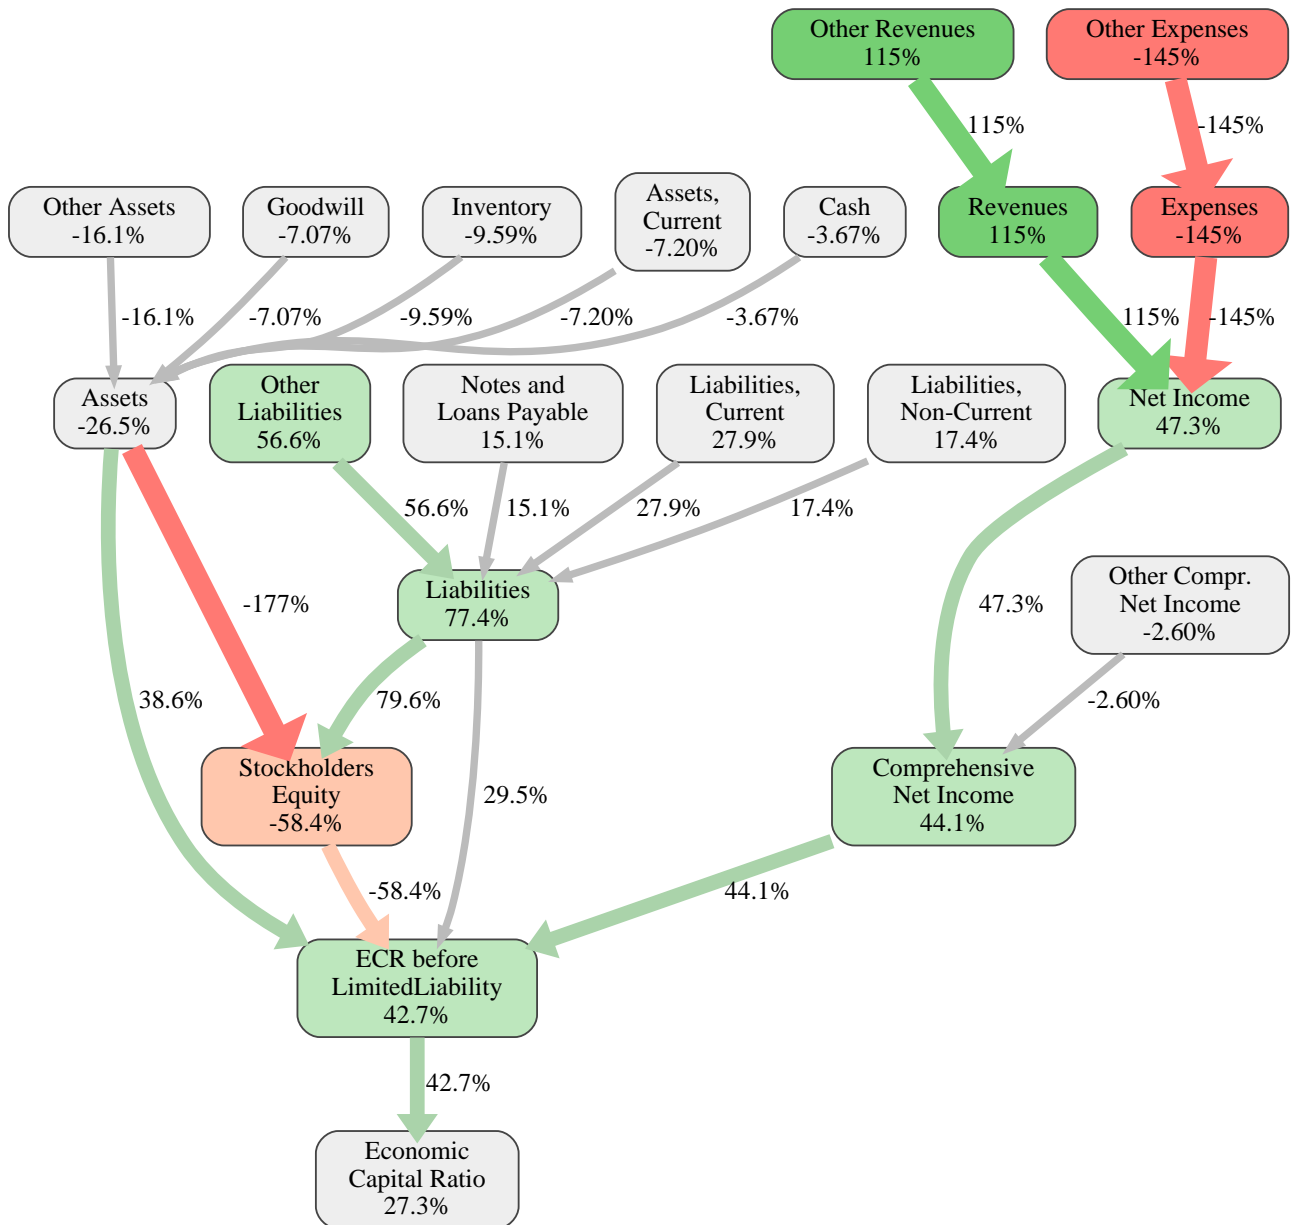 Other Revenues
115%
Other Expenses
-145%
115%
-145%
Other Assets
-16.1%
Goodwill
-7.07%
Inventory
-9.59%
Assets,
Current
-7.20%
Cash
-3.67%
Revenues
115%
Expenses
-145%
-16.1%
-7.07%
-9.59%
-7.20%
-3.67%
115%
-145%
Assets
-26.5%
Other
Liabilities
56.6%
Notes and
Loans Payable
15.1%
Liabilities,
Current
27.9%
Liabilities,
Non-Current
17.4%
Net Income
47.3%
56.6%
15.1%
27.9%
17.4%
-177%
Liabilities
77.4%
47.3%
Other Compr.
Net Income
-2.60%
38.6%
79.6%
-2.60%
Stockholders
Equity
-58.4%
29.5%
Comprehensive
Net Income
44.1%
-58.4%
44.1%
ECR before
LimitedLiability
42.7%
42.7%
Economic
Capital Ratio
27.3%